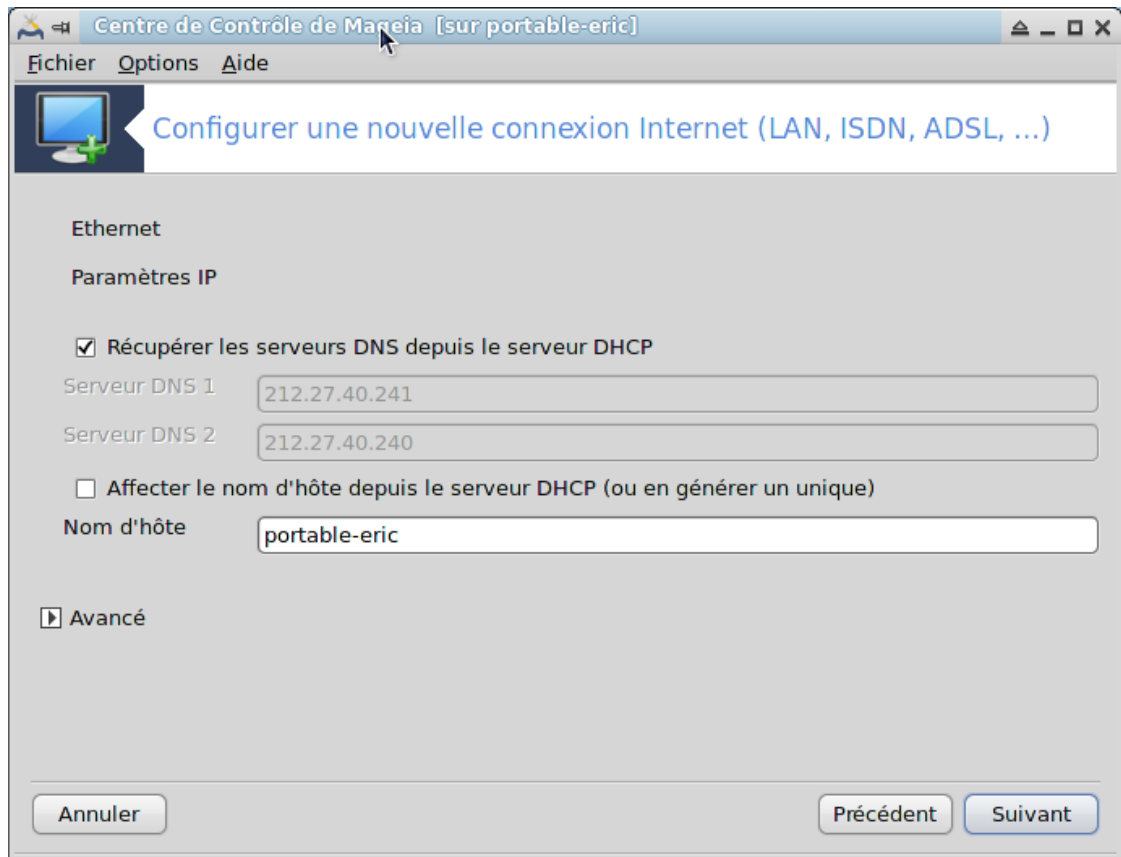 Centre de Contrôle de Mageia [sur portable-eric]
Fichier Options Aide
Configurer une nouvelle connexion Internet (LAN, ISDN, ADSL, ...)
Ethernet
Paramètres IP
Récupérer les serveurs DNS depuis le serveur DHCP
Serveur DNS 1 212.27.40.241
Serveur DNS 2 212.27.40.240
Affecter le nom d'hôte depuis le serveur DHCP (ou en générer un unique)
Nom d'hôte portable-eric
Avancé
Annuler Précédent Suivant